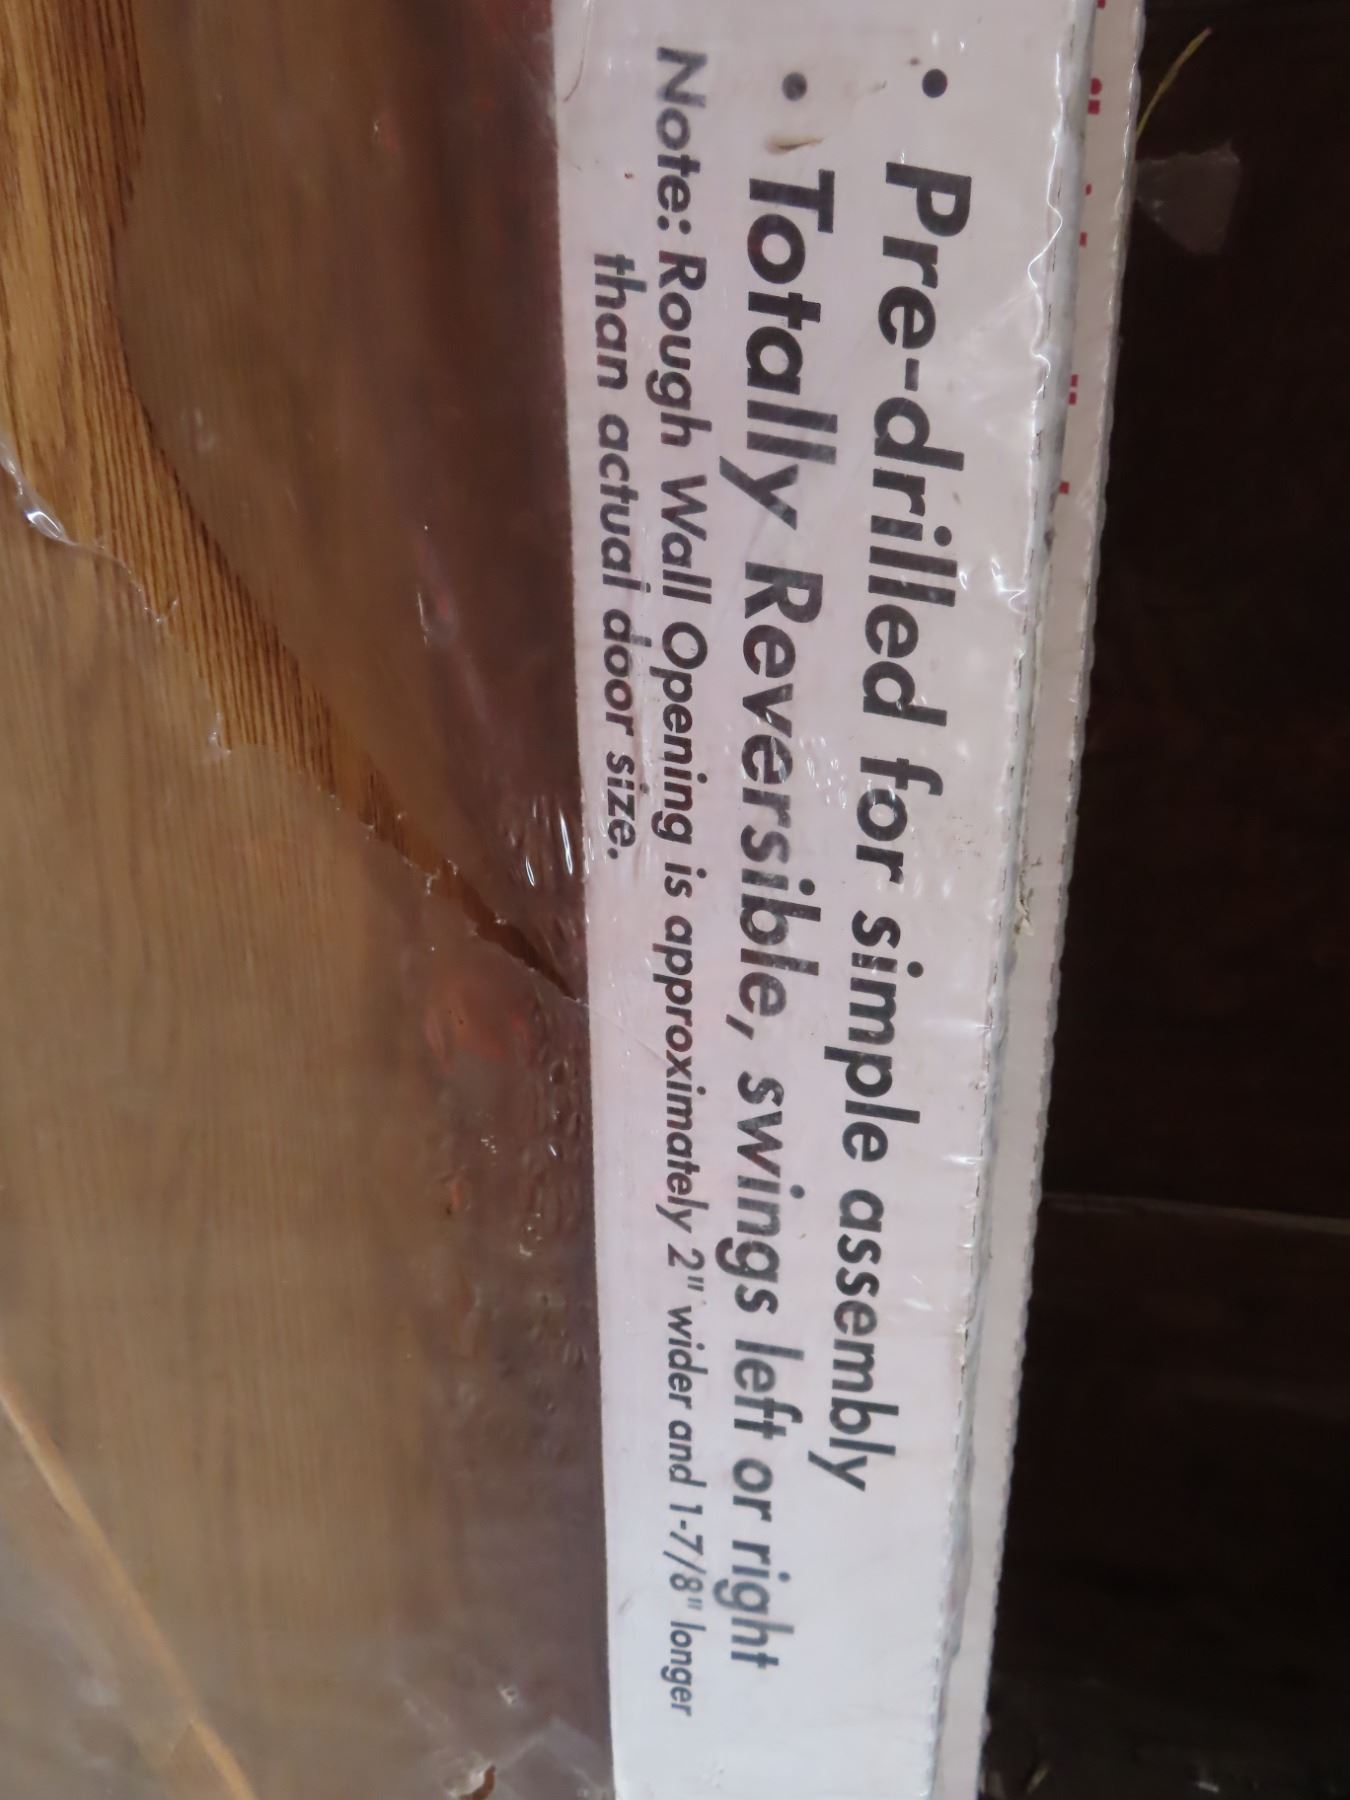 • Pre-drilled for simple assembly
• Totally Reversible, swings left or right
Note: Rough Wall Opening is approximately 2" wider and 1-7/8" longer
than actual door size.